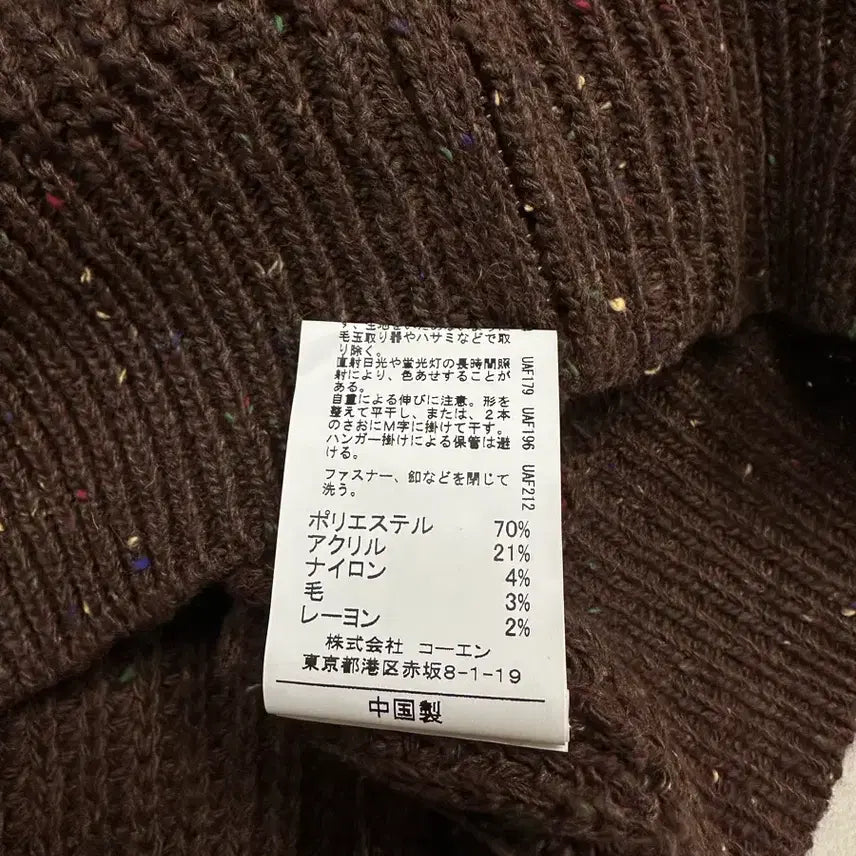 毛玉取り器やハサミなどで取
り除く。
直射日光や蛍光灯の長時間照
射により、色あせすることが
ある。
自重による伸びに注意。形を
整えて平干し、または、2本
のさおにM字に掛けて干す。
ハンガー掛けによる保管は避
ける。
ファスナー、釦などを閉じて
洗う。
UAF179 UAF196 UAF212
ポリエステル 70%
アクリル 21%
ナイロン 4%
毛 3%
レーヨン 2%
株式会社 コーエン
東京都港区赤坂8-1-19
中国製